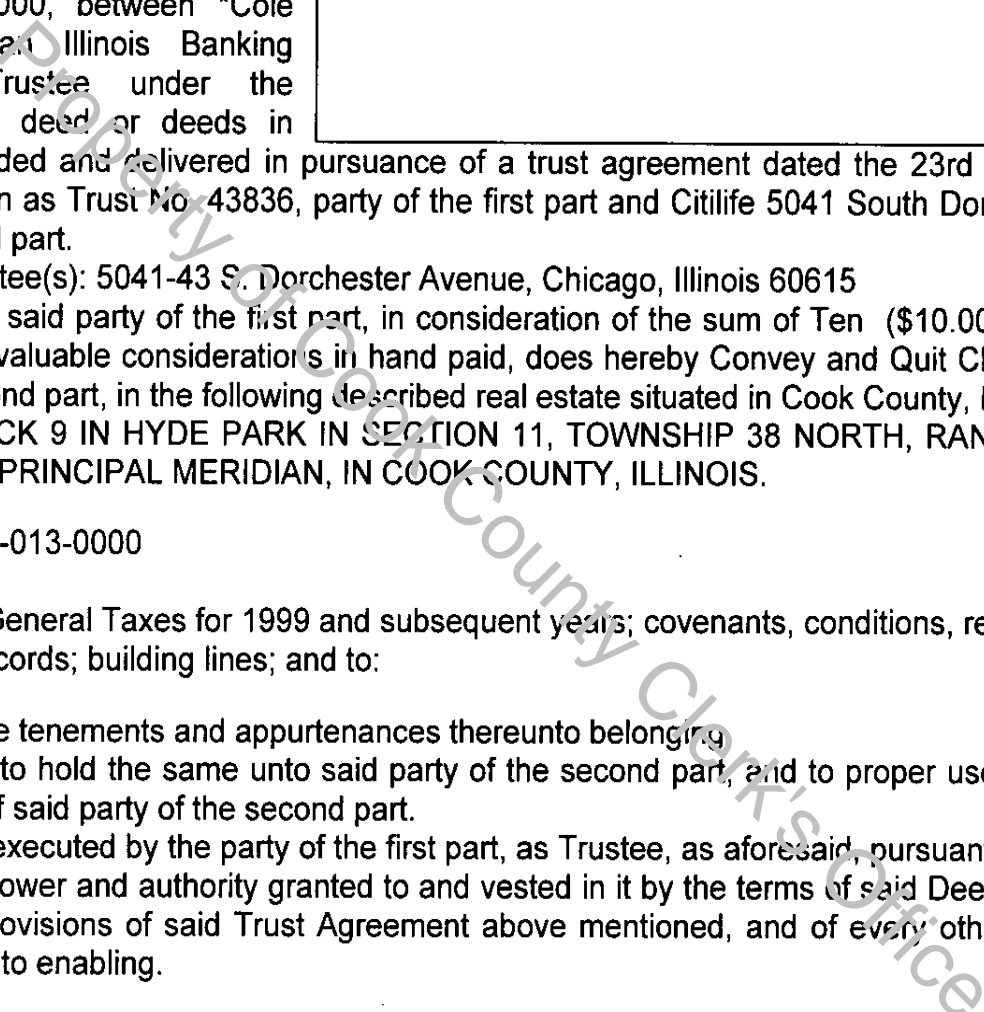 000, between "Cole
an Illinois Banking
Trustee under the
deed or deeds in
ded and delivered in pursuance of a trust agreement dated the 23rd
n as Trust No. 43836, party of the first part and Citilife 5041 South Dor
part.
tee(s): 5041-43 S. Dorchester Avenue, Chicago, Illinois 60615
said party of the first part, in consideration of the sum of Ten ($10.00
valuable considerations in hand paid, does hereby Convey and Quit Cl
nd part, in the following described real estate situated in Cook County,
CK 9 IN HYDE PARK IN SECTION 11, TOWNSHIP 38 NORTH, RAN
PRINCIPAL MERIDIAN, IN COOK COUNTY, ILLINOIS.
-013-0000
General Taxes for 1999 and subsequent years; covenants, conditions, re
cords; building lines; and to:
e tenements and appurtenances thereunto belonging
to hold the same unto said party of the second part, and to proper use
f said party of the second part.
executed by the party of the first part, as Trustee, as aforesaid, pursuant
ower and authority granted to and vested in it by the terms of said Dee
ovisions of said Trust Agreement above mentioned, and of every oth
to enabling.
Property of Cook County Clerk's Office